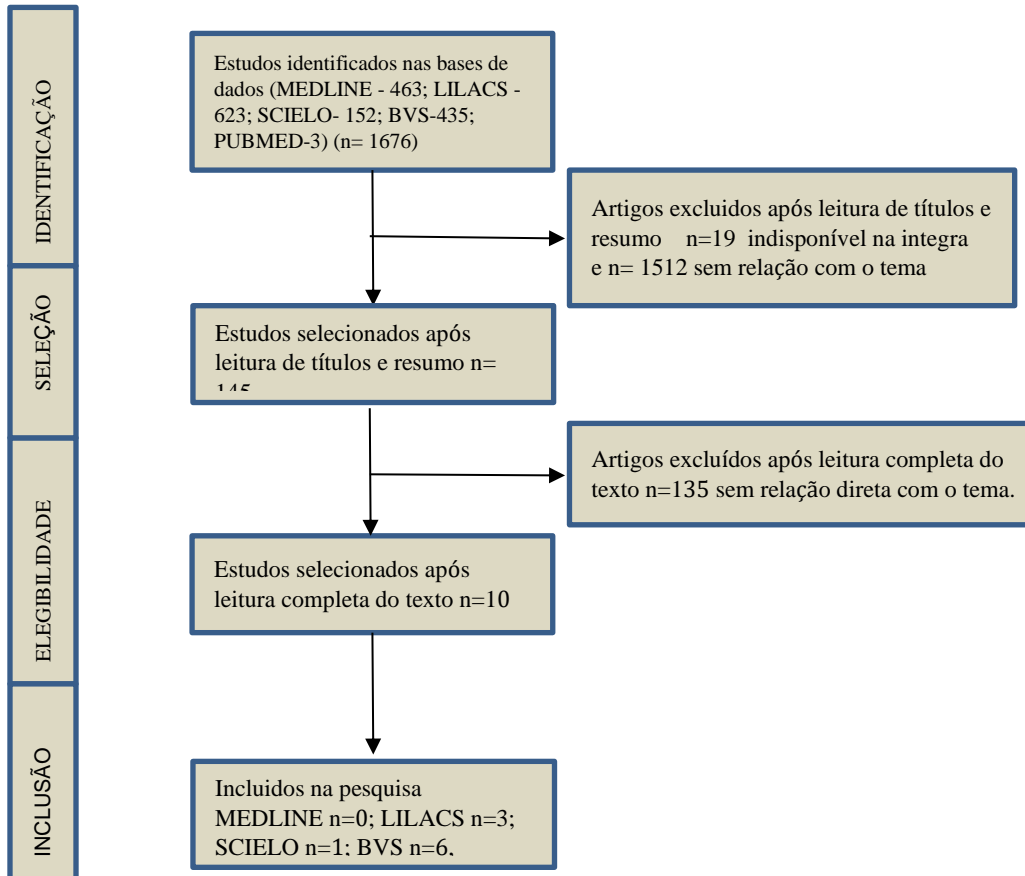 IDENTIFICAÇÃO
Estudos identificados nas bases de
dados (MEDLINE - 463; LILACS -
623; SCIELO- 152; BVS-435;
PUBMED-3) (n= 1676)
Artigos excluidos após leitura de títulos e
resumo n=19 indisponível na integra
e n= 1512 sem relação com o tema
SELEÇÃO
Estudos selecionados após
leitura de títulos e resumo n=
145
Artigos excluídos após leitura completa do
texto n=135 sem relação direta com o tema.
ELEGIBILIDADE
Estudos selecionados após
leitura completa do texto n=10
INCLUSÃO
Incluidos na pesquisa
MEDLINE n=0; LILACS n=3;
SCIELO n=1; BVS n=6,